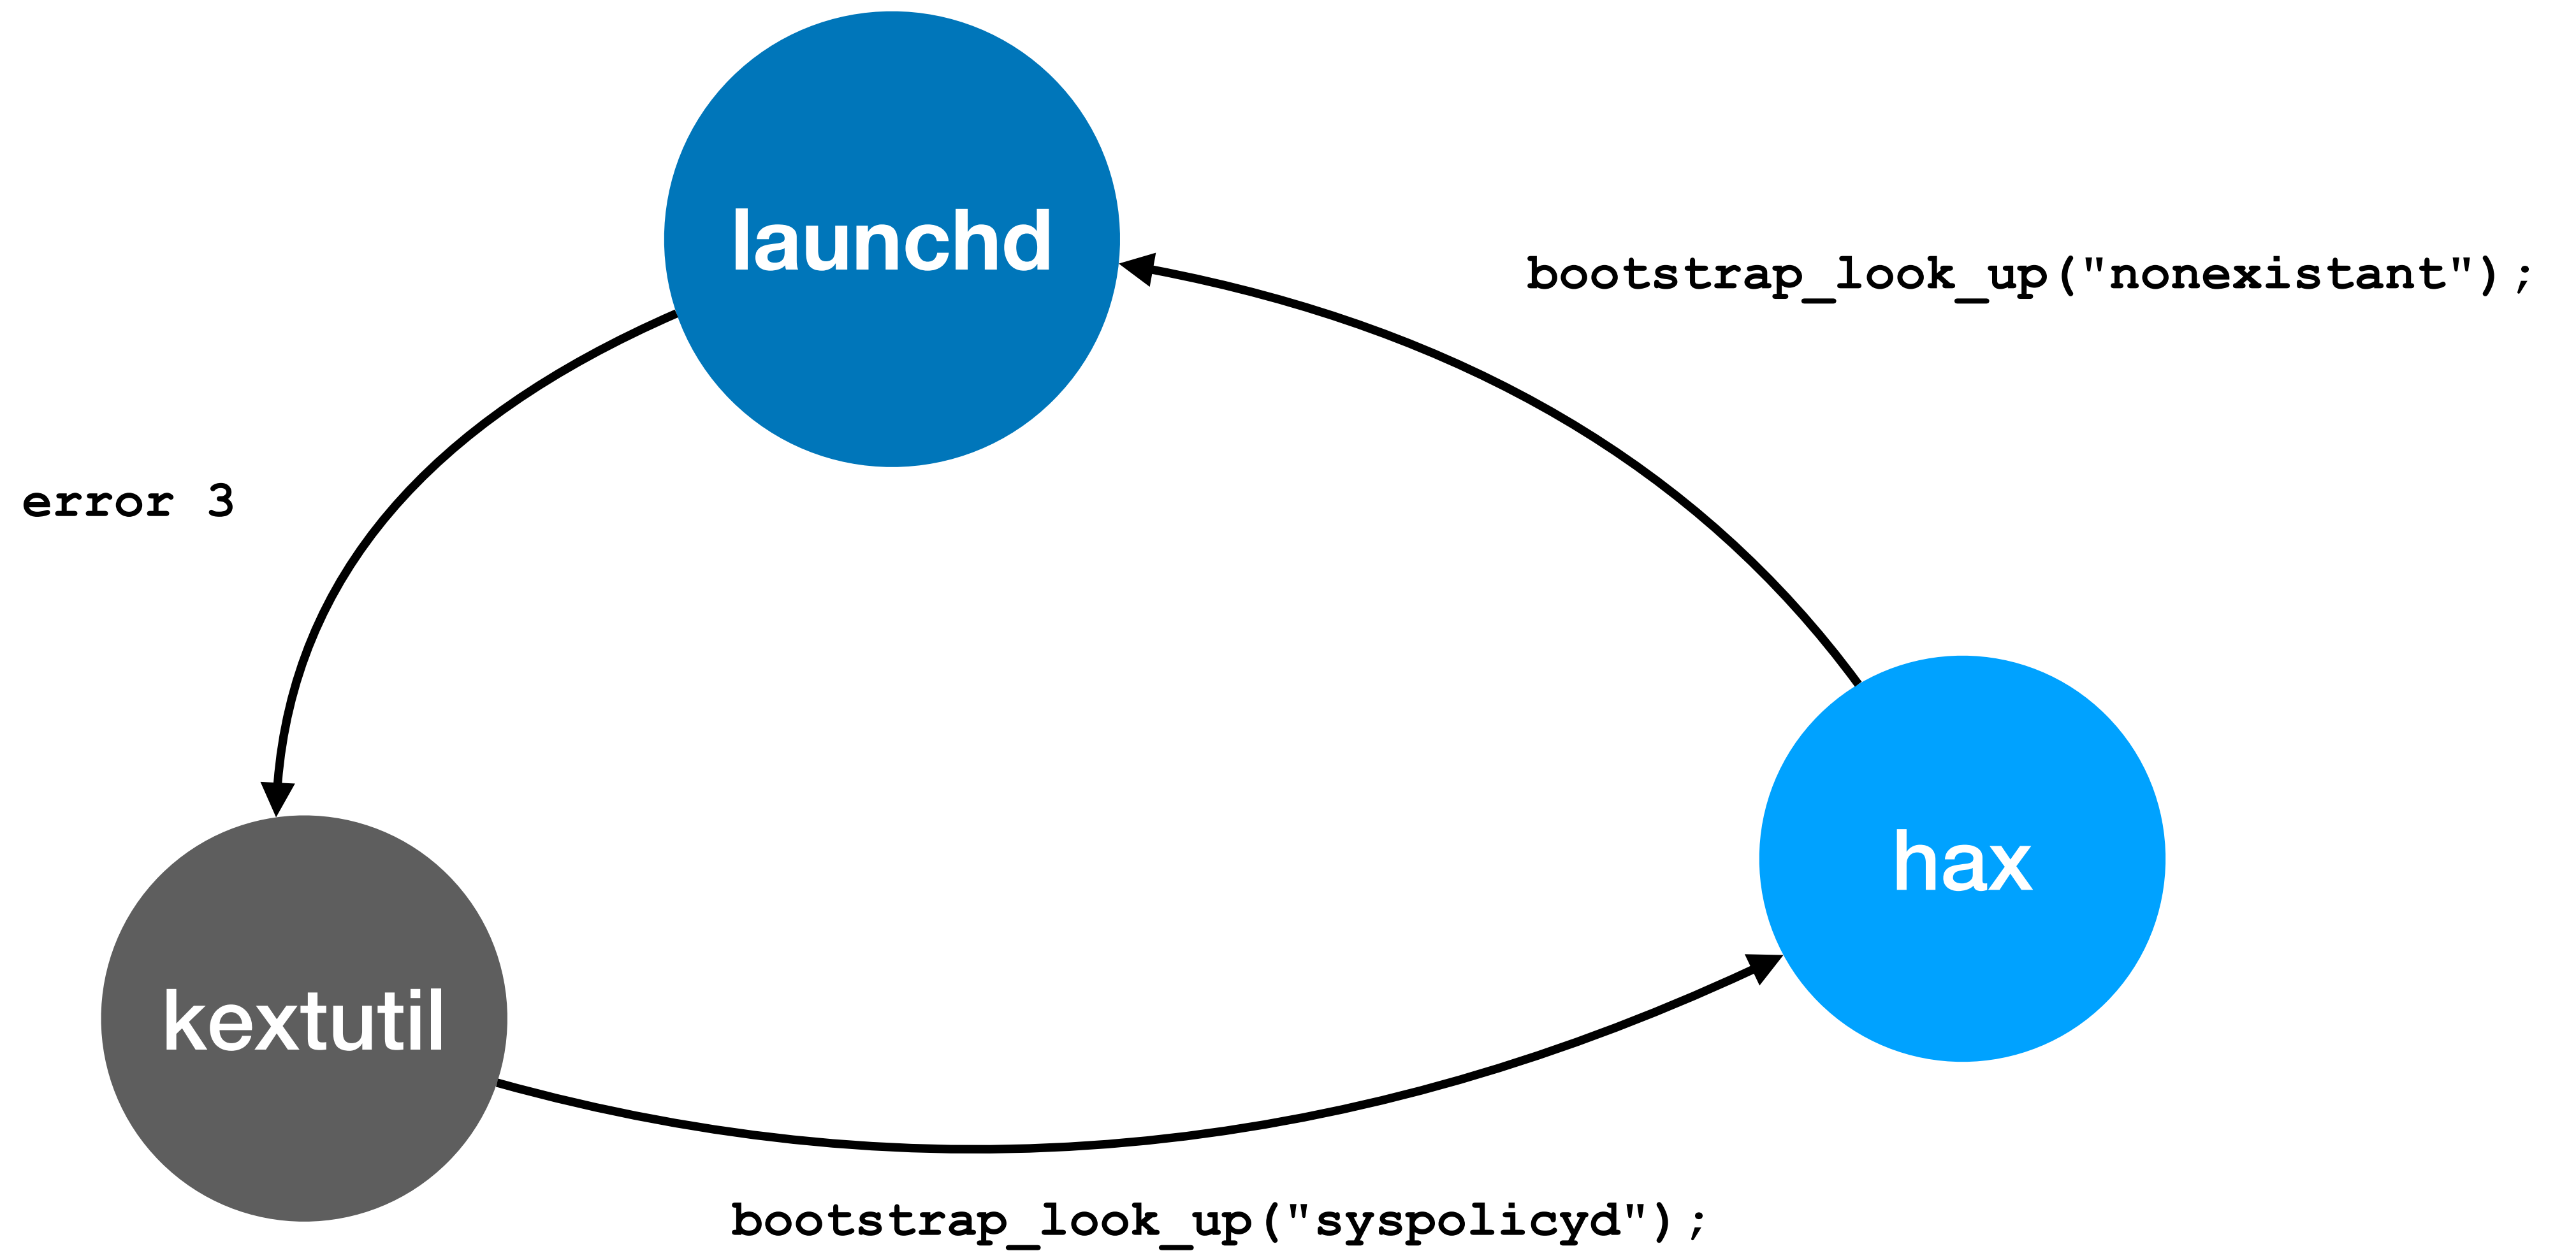 launchd
bootstrap_look_up("nonexistant");
error 3
hax
kextutil
bootstrap_look_up("syspolicyd");